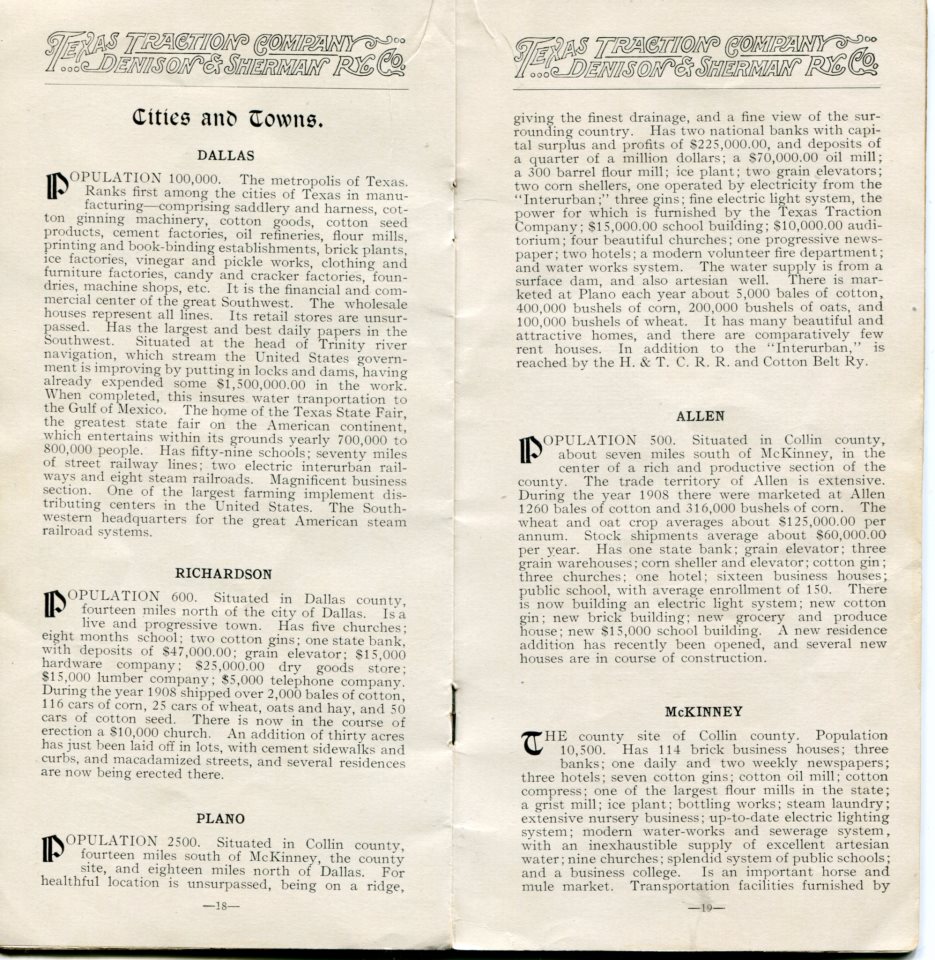 TEXAS TRACTION COMPANY
... DENISON & SHERMAN RY. CO.
Cities and Towns.
DALLAS
POPULATION 100,000. The metropolis of Texas.
Ranks first among the cities of Texas in manu-
facturing—comprising saddlery and harness, cot-
ton ginning machinery, cotton goods, cotton seed
products, cement factories, oil refineries, flour mills,
printing and book-binding establishments, brick plants,
ice factories, vinegar and pickle works, clothing and
furniture factories, candy and cracker factories, foun-
dries, machine shops, etc. It is the financial and com-
mercial center of the great Southwest. The wholesale
houses represent all lines. Its retail stores are unsur-
passed. Has the largest and best daily papers in the
Southwest. Situated at the head of Trinity river
navigation, which stream the United States govern-
ment is improving by putting in locks and dams, having
already expended some $1,500,000.00 in the work.
When completed, this insures water tranportation to
the Gulf of Mexico. The home of the Texas State Fair,
the greatest state fair on the American continent,
which entertains within its grounds yearly 700,000 to
800,000 people. Has fifty-nine schools; seventy miles
of street railway lines; two electric interurban rail-
ways and eight steam railroads. Magnificent business
section. One of the largest farming implement dis-
tributing centers in the United States. The South-
western headquarters for the great American steam
railroad systems.
RICHARDSON
POPULATION 600. Situated in Dallas county,
fourteen miles north of the city of Dallas. Is a
live and progressive town. Has five churches;
eight months school; two cotton gins; one state bank,
with deposits of $47,000.00; grain elevator; $15,000
hardware company; $25,000.00 dry goods store;
$15,000 lumber company; $5,000 telephone company.
During the year 1908 shipped over 2,000 bales of cotton,
116 cars of corn, 25 cars of wheat, oats and hay, and 50
cars of cotton seed. There is now in the course of
erection a $10,000 church. An addition of thirty acres
has just been laid off in lots, with cement sidewalks and
curbs, and macadamized streets, and several residences
are now being erected there.
PLANO
POPULATION 2500. Situated in Collin county,
fourteen miles south of McKinney, the county
site, and eighteen miles north of Dallas. For
healthful location is unsurpassed, being on a ridge,
—18—
TEXAS TRACTION COMPANY
... DENISON & SHERMAN RY. CO.
giving the finest drainage, and a fine view of the sur-
rounding country. Has two national banks with capi-
tal surplus and profits of $225,000.00, and deposits of
a quarter of a million dollars; a $70,000.00 oil mill;
a 300 barrel flour mill; ice plant; two grain elevators;
two corn shellers, one operated by electricity from the
"Interurban;" three gins; fine electric light system, the
power for which is furnished by the Texas Traction
Company; $15,000 school building; $10,000.00 audi-
torium; four beautiful churches; one progressive news-
paper; two hotels; a modern volunteer fire department;
and water works system. The water supply is from a
surface dam, and also artesian well. There is mar-
keted at Plano each year about 5,000 bales of cotton,
400,000 bushels of corn, 200,000 bushels of oats, and
100,000 bushels of wheat. It has many beautiful and
attractive homes, and there are comparatively few
rent houses. In addition to the "Interurban," is
reached by the H. & T. C. R. R. and Cotton Belt Ry.
ALLEN
POPULATION 500. Situated in Collin county,
about seven miles south of McKinney, in the
center of a rich and productive section of the
county. The trade territory of Allen is extensive.
During the year 1908 there were marketed at Allen
1260 bales of cotton and 316,000 bushels of corn. The
wheat and oat crop averages about $125,000.00 per
annum. Stock shipments average about $60,000.00
per year. Has one state bank; grain elevator; three
grain warehouses; corn sheller and elevator; cotton gin;
three churches; one hotel; sixteen business houses;
public school, with average enrollment of 150. There
is now building an electric light system; new cotton
gin; new brick building; new grocery and produce
house; new $15,000 school building. A new residence
addition has recently been opened, and several new
houses are in course of construction.
McKINNEY
THE county site of Collin county. Population
10,500. Has 114 brick business houses; three
banks; one daily and two weekly newspapers;
three hotels; seven cotton gins; cotton oil mill; cotton
compress; one of the largest flour mills in the state;
a grist mill; ice plant; bottling works; steam laundry;
extensive nursery business; up-to-date electric lighting
system; modern water-works and sewerage system,
with an inexhaustible supply of excellent artesian
water; nine churches; splendid system of public schools;
and a business college. Is an important horse and
mule market. Transportation facilities furnished by
—19—